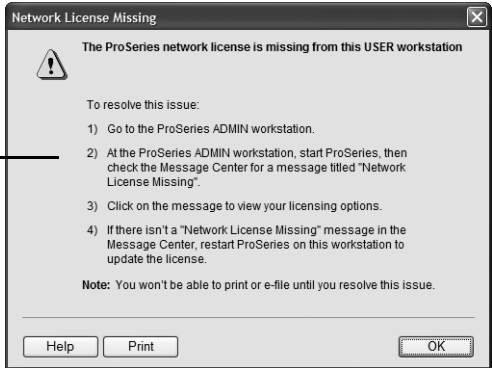 Network License Missing
The ProSeries network license is missing from this USER workstation
To resolve this issue:
1) Go to the ProSeries ADMIN workstation.
2) At the ProSeries ADMIN workstation, start ProSeries, then
check the Message Center for a message titled "Network
License Missing".
3) Click on the message to view your licensing options.
4) If there isn't a "Network License Missing" message in the
Message Center, restart ProSeries on this workstation to
update the license.
Note: You won't be able to print or e-file until you resolve this issue.
Help Print OK